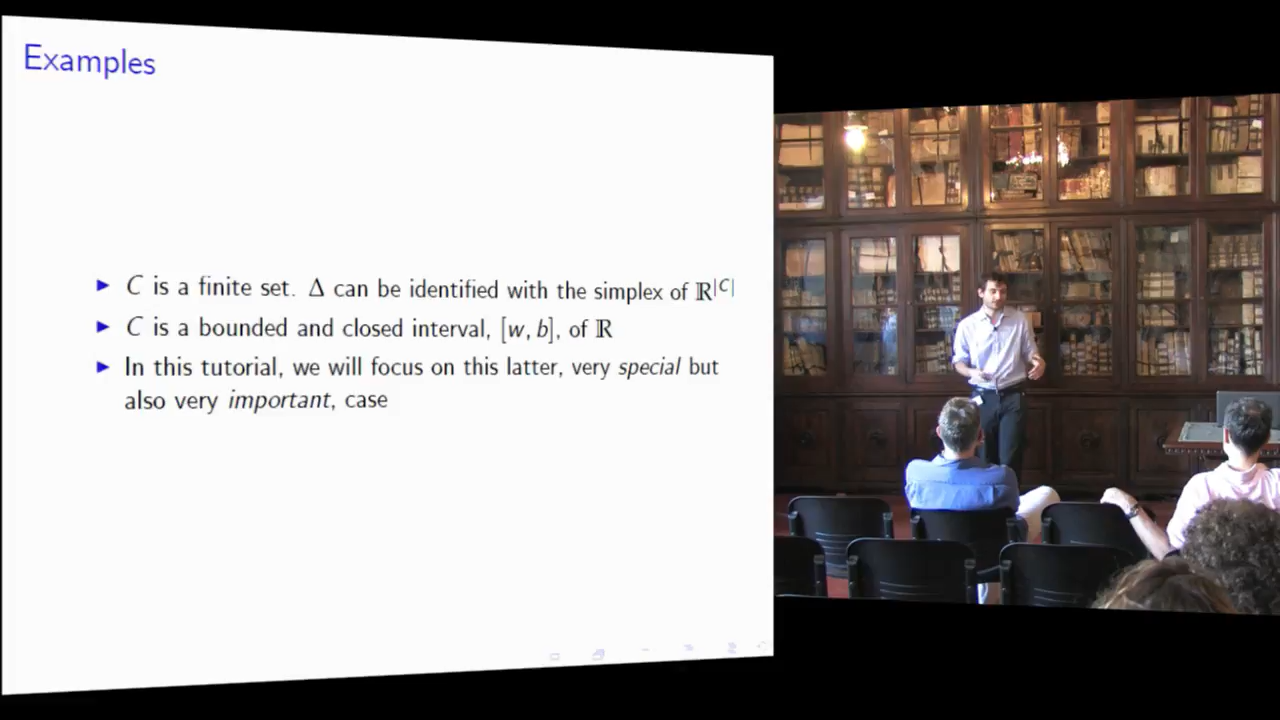 Examples
▶ C is a finite set. Δ can be identified with the simplex of ℝ^|C|
▶ C is a bounded and closed interval, [w, b], of ℝ
▶ In this tutorial, we will focus on this latter, very special but
also very important, case